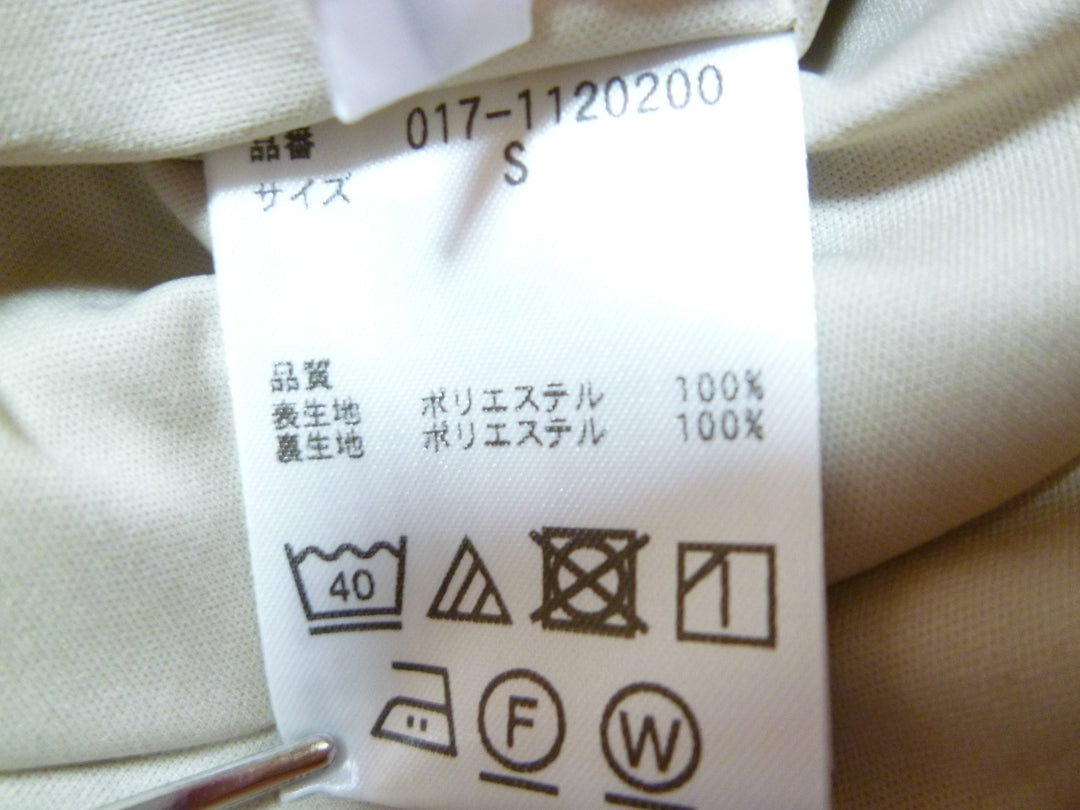 品番 017-1120200
サイズ S
品質
表生地 ポリエステル 100%
裏生地 ポリエステル 100%
40
F W